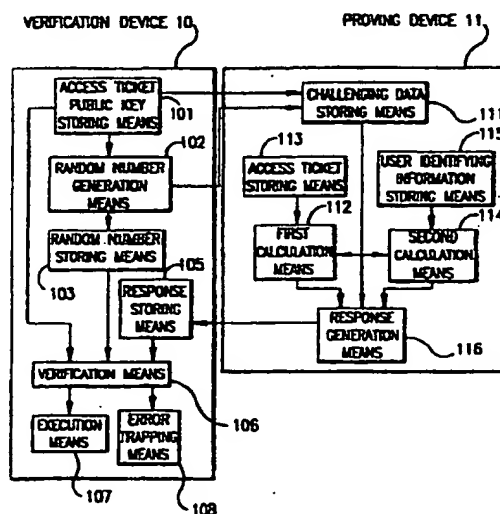 VERIFICATION DEVICE 10
PROVING DEVICE 11
ACCESS TICKET
PUBLIC KEY
STORING MEANS
101
CHALLENGING DATA
STORING MEANS
111
102
RANDOM NUMBER
GENERATION
MEANS
113
ACCESS TICKET
STORING MEANS
115
USER IDENTIFYING
INFORMATION
STORING MEANS
RANDOM NUMBER
STORING MEANS
103
112
FIRST
CALCULATION
MEANS
114
SECOND
CALCULATION
MEANS
105
RESPONSE
STORING
MEANS
RESPONSE
GENERATION
MEANS
116
VERIFICATION MEANS
106
EXECUTION
MEANS
107
ERROR
TRAPPING
MEANS
108